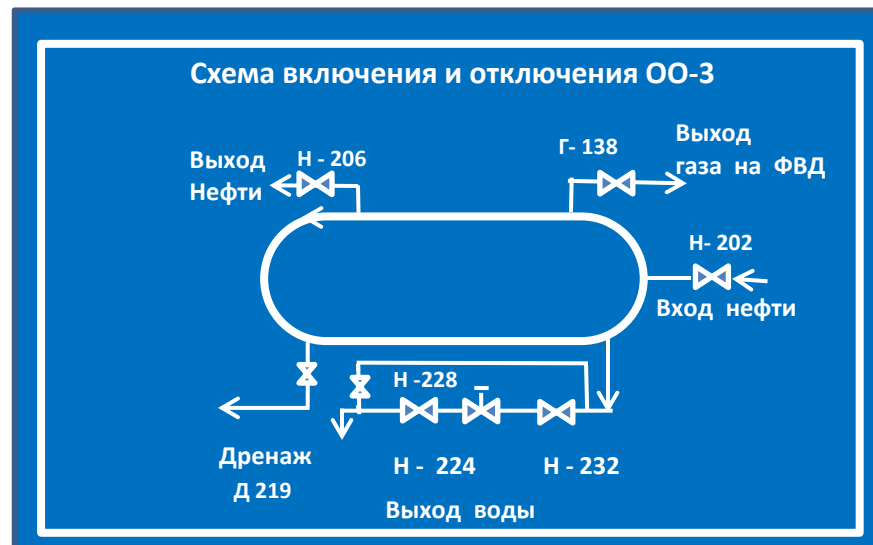 Схема включения и отключения ОО-3
Выход
Нефти
Н - 206
Г- 138
Выход
газа на ФВД
Н- 202
Вход нефти
Н -228
Дренаж
Д 219
Н - 224
Н - 232
Выход воды